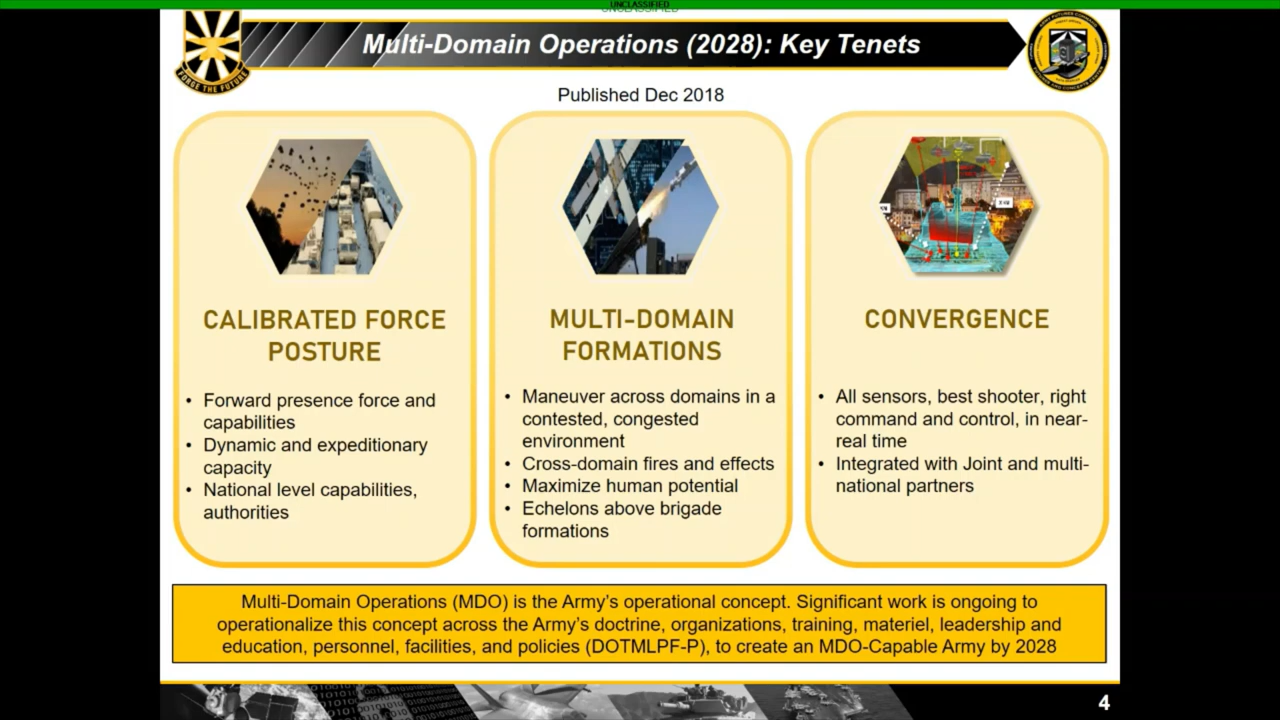 UNCLASSIFIED
UNCLASSIFIED
Multi-Domain Operations (2028): Key Tenets
FORGE THE FUTURE
Published Dec 2018
CALIBRATED FORCE
POSTURE
• Forward presence force and
capabilities
• Dynamic and expeditionary
capacity
• National level capabilities,
authorities
MULTI-DOMAIN
FORMATIONS
• Maneuver across domains in a
contested, congested
environment
• Cross-domain fires and effects
• Maximize human potential
• Echelons above brigade
formations
CONVERGENCE
• All sensors, best shooter, right
command and control, in near-
real time
• Integrated with Joint and multi-
national partners
Multi-Domain Operations (MDO) is the Army's operational concept. Significant work is ongoing to
operationalize this concept across the Army's doctrine, organizations, training, materiel, leadership and
education, personnel, facilities, and policies (DOTMLPF-P), to create an MDO-Capable Army by 2028
4